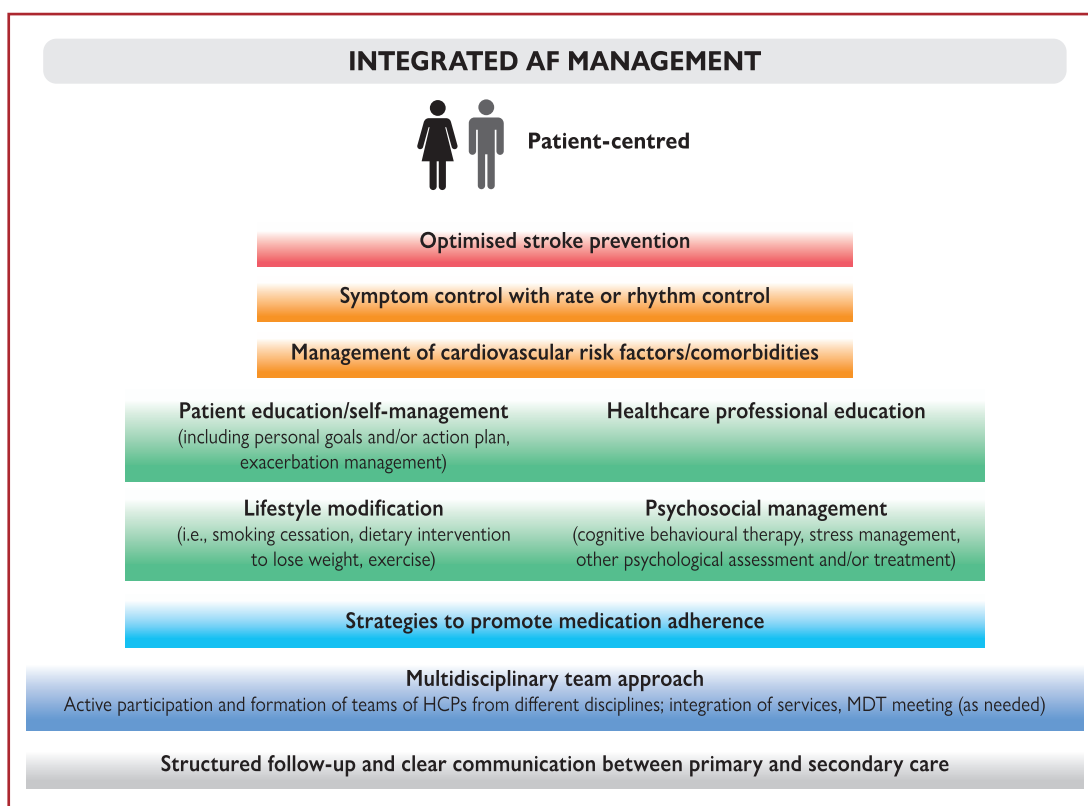 INTEGRATED AF MANAGEMENT
Patient-centred
Optimised stroke prevention
Symptom control with rate or rhythm control
Management of cardiovascular risk factors/comorbidities
Patient education/self-management
(including personal goals and/or action plan,
exacerbation management)
Healthcare professional education
Lifestyle modification
(i.e., smoking cessation, dietary intervention
to lose weight, exercise)
Psychosocial management
(cognitive behavioural therapy, stress management,
other psychological assessment and/or treatment)
Strategies to promote medication adherence
Multidisciplinary team approach
Active participation and formation of teams of HCPs from different disciplines; integration of services, MDT meeting (as needed)
Structured follow-up and clear communication between primary and secondary care